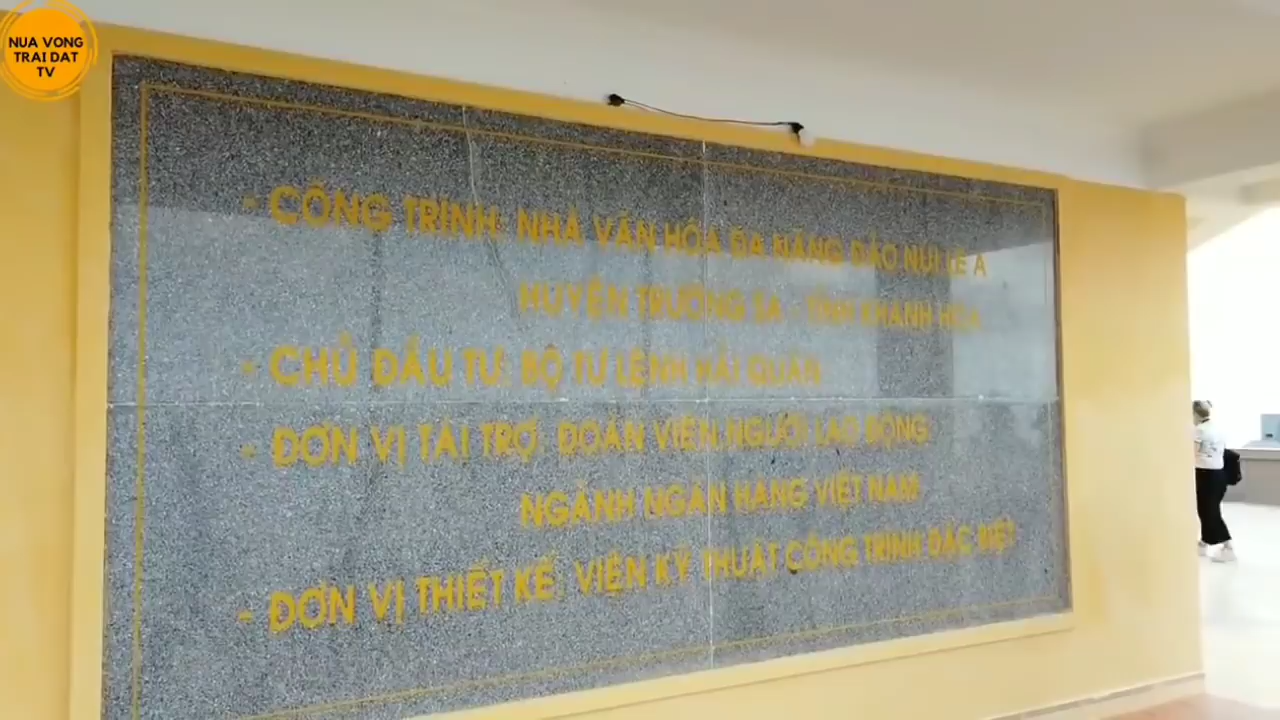 NUA VONG
TRAI DAT
TV
- CÔNG TRÌNH: NHÀ VĂN HÓA ĐA NĂNG ĐẢO NÚI LE A
HUYỆN TRƯỜNG SA - TỈNH KHÁNH HÒA
- CHỦ ĐẦU TƯ: BỘ TƯ LỆNH HẢI QUÂN
- ĐƠN VỊ TÀI TRỢ: ĐOÀN VIÊN, NGƯỜI LAO ĐỘNG
NGÀNH NGÂN HÀNG VIỆT NAM
- ĐƠN VỊ THIẾT KẾ: VIỆN KỸ THUẬT CÔNG TRÌNH ĐẶC BIỆT